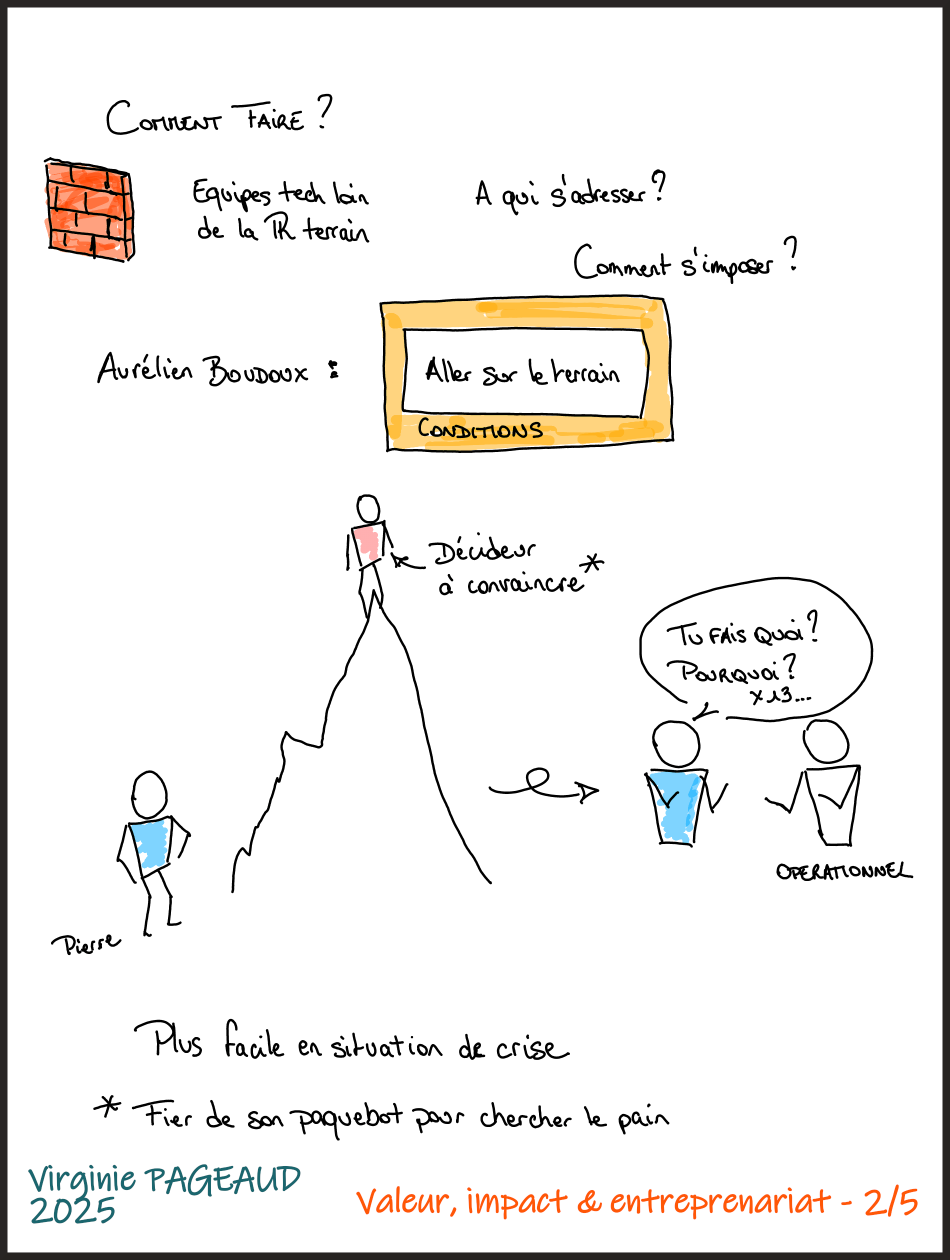 COMMENT FAIRE ?
Equipes tech loin
de la TR terrain
A qui s'adresser ?
Comment s'imposer ?
Aurélien BOUDOUX :
Aller sur le terrain
CONDITIONS
Décideur
à convaincre *
TU FAIS QUOI ?
POURQUOI ?
x 13...
OPERATIONNEL
Pierre
Plus facile en situation de crise
* Fier de son paquebot pour chercher le pain
Virginie PAGEAUD
2025
Valeur, impact & entreprenariat - 2/5